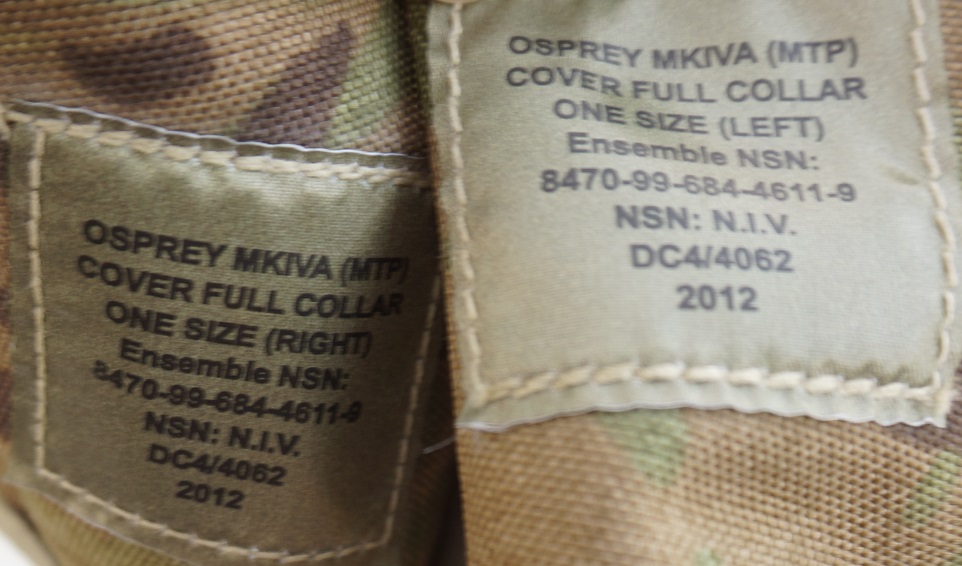 OSPREY MKIVA (MTP)
COVER FULL COLLAR
ONE SIZE (RIGHT)
Ensemble NSN:
8470-99-684-4611-9
NSN: N.I.V.
DC4/4062
2012
OSPREY MKIVA (MTP)
COVER FULL COLLAR
ONE SIZE (LEFT)
Ensemble NSN:
8470-99-684-4611-9
NSN: N.I.V.
DC4/4062
2012